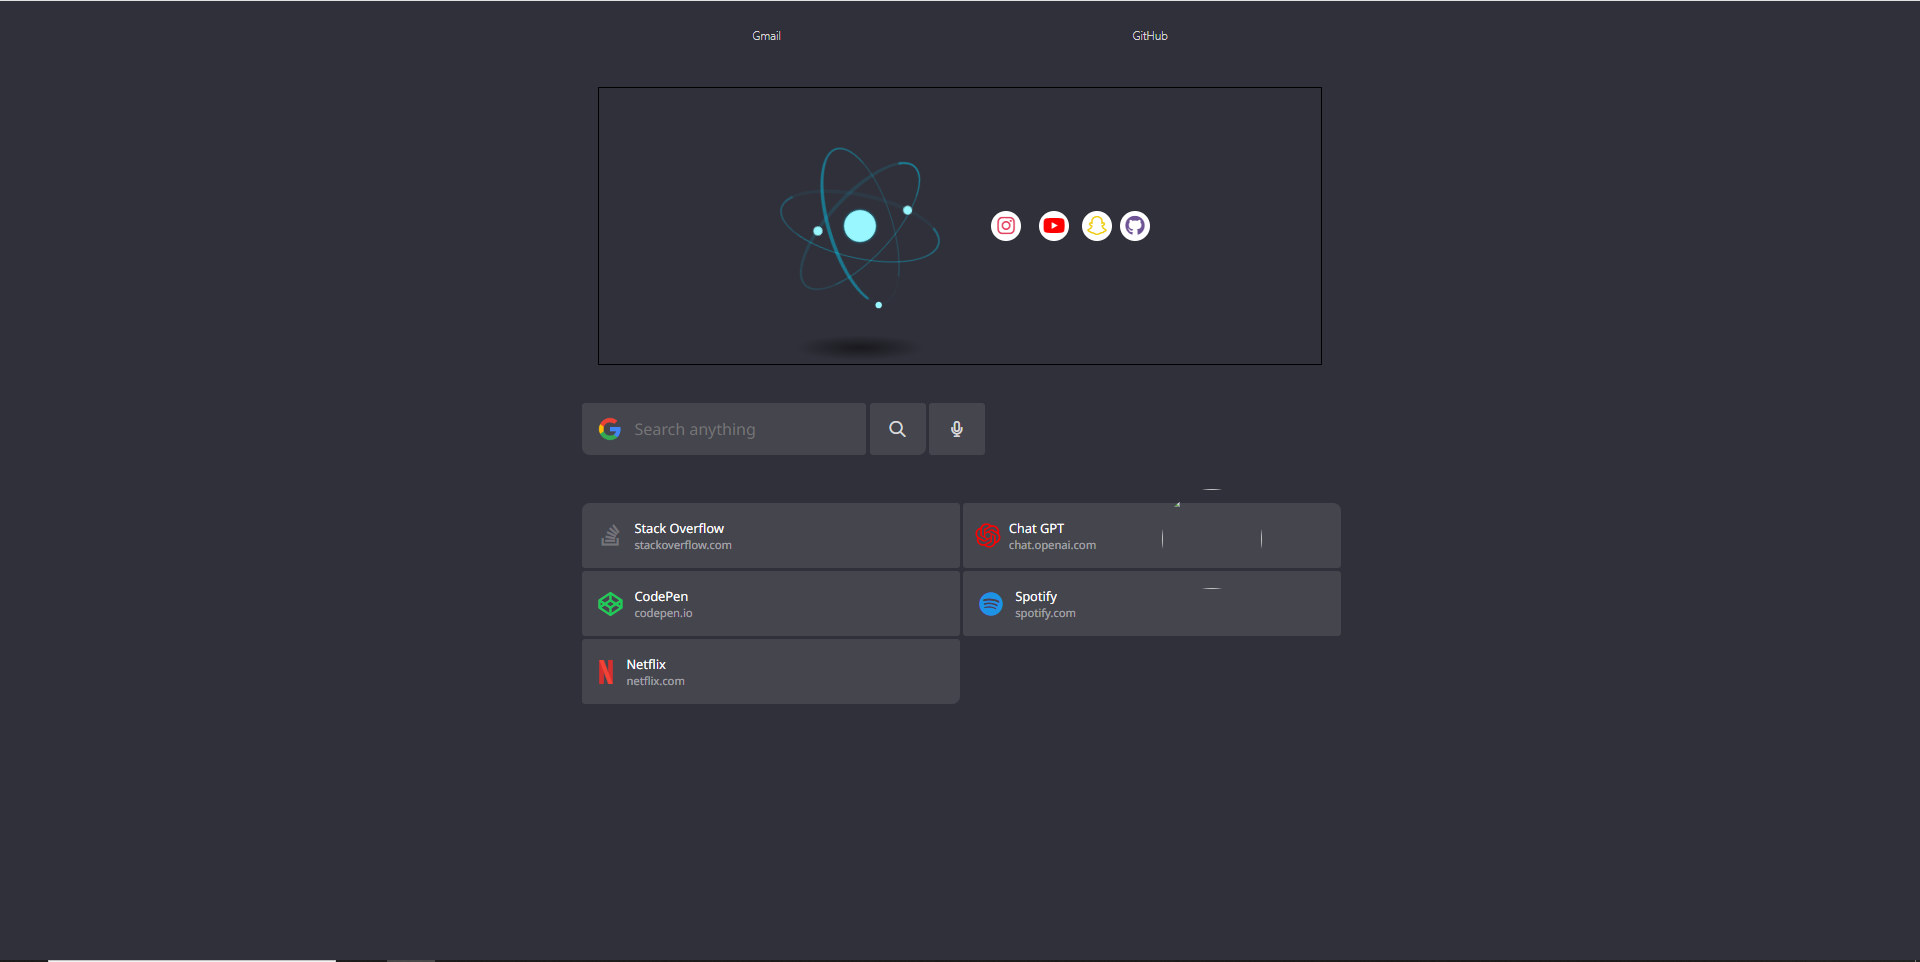 Gmail
GitHub
Search anything
Stack Overflow
stackoverflow.com
Chat GPT
chat.openai.com
CodePen
codepen.io
Spotify
spotify.com
Netflix
netflix.com